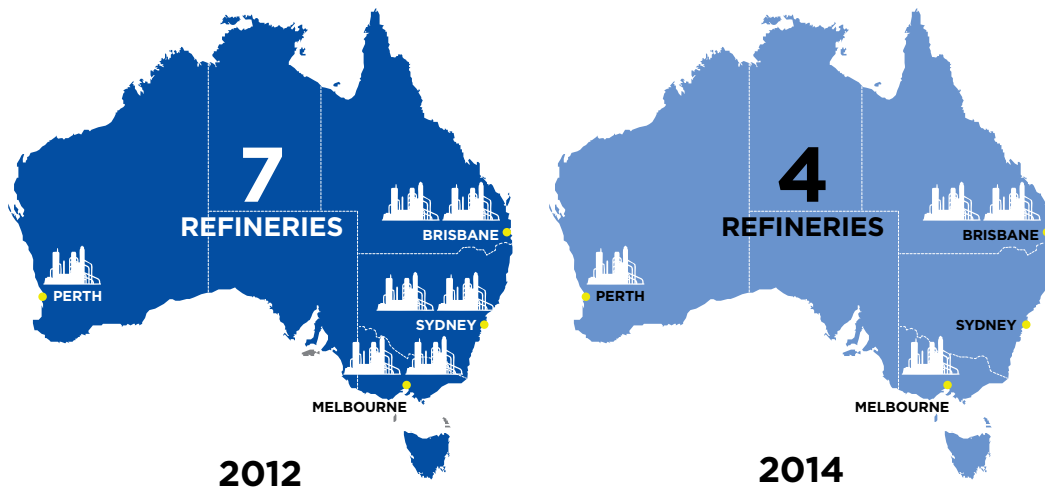 7
REFINERIES
BRISBANE
PERTH
SYDNEY
MELBOURNE
2012
4
REFINERIES
BRISBANE
PERTH
SYDNEY
MELBOURNE
2014